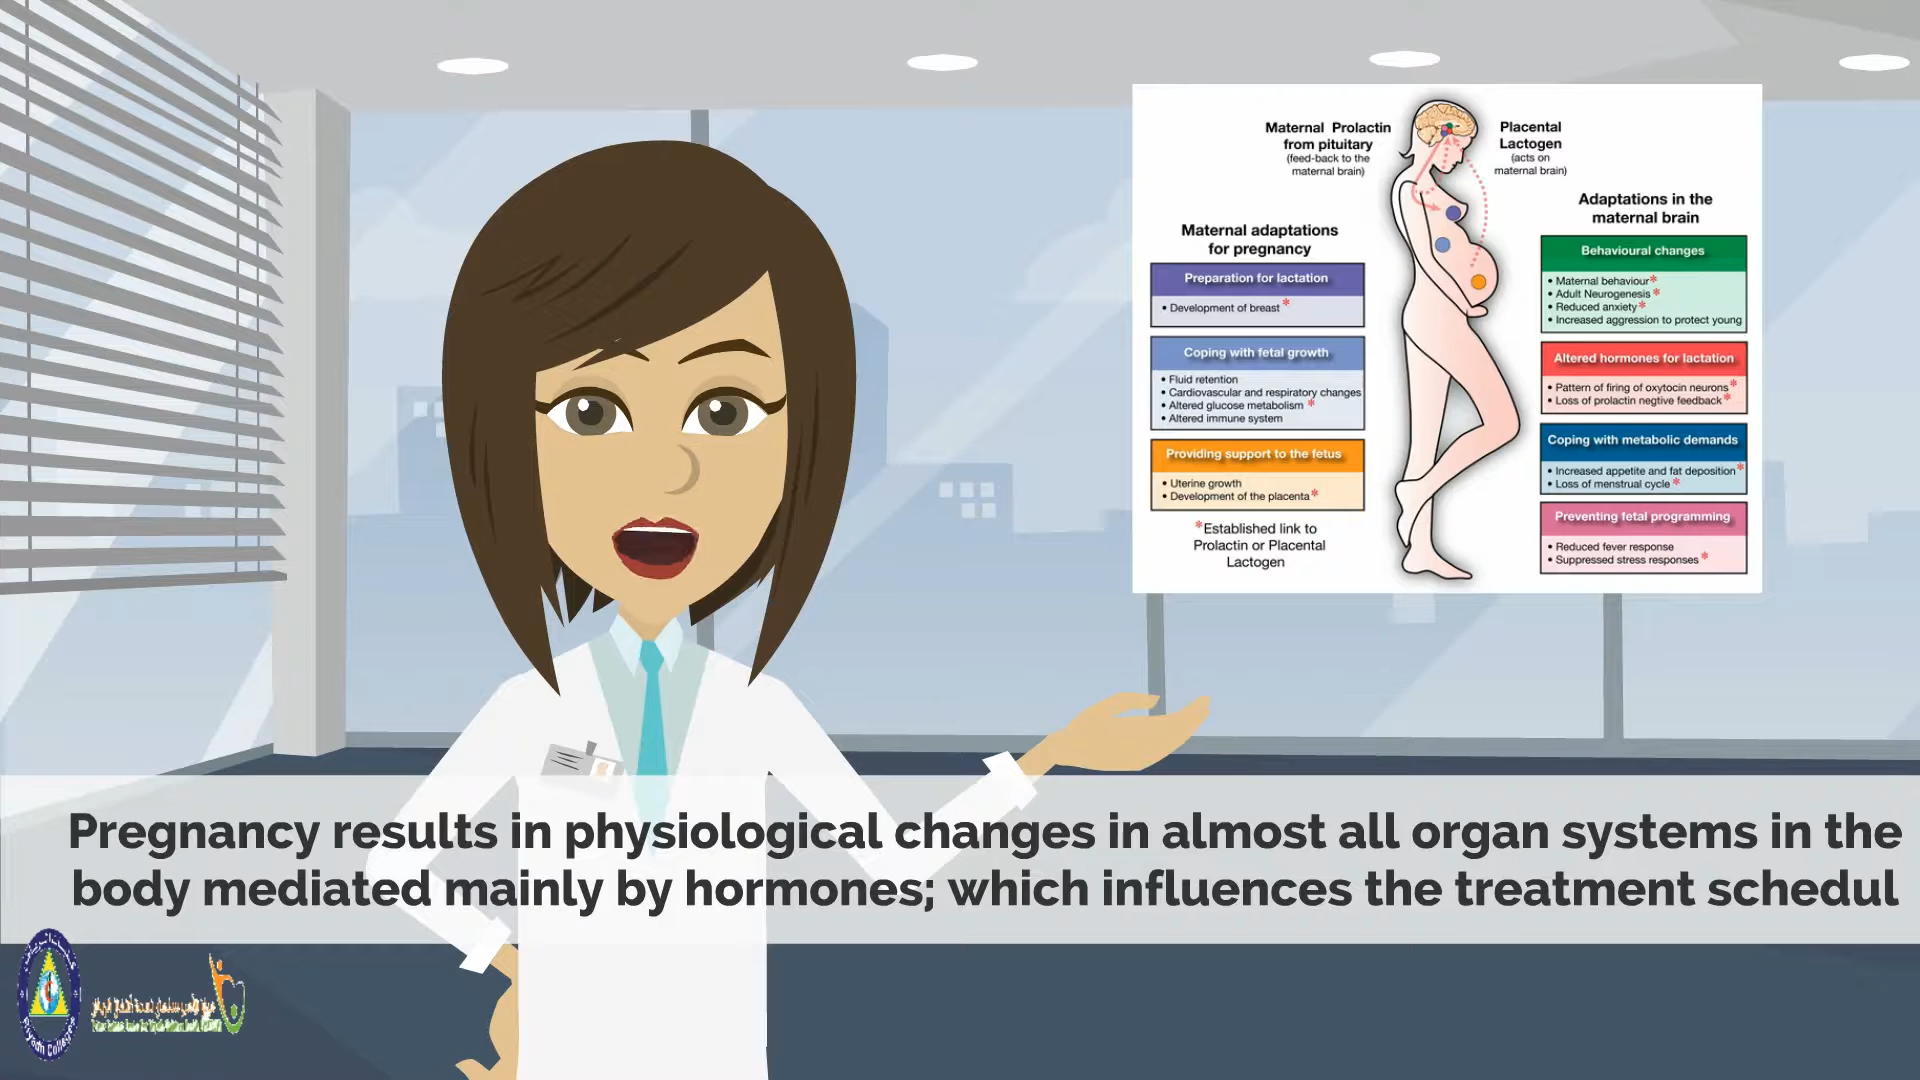 Maternal Prolactin
from pituitary
(feed-back to the
maternal brain)
Placental
Lactogen
(acts on
maternal brain)
Maternal adaptations
for pregnancy
Preparation for lactation
• Development of breast *
Coping with fetal growth
• Fluid retention
• Cardiovascular and respiratory changes
• Altered glucose metabolism *
• Altered immune system
Providing support to the fetus
• Uterine growth
• Development of the placenta *
*Established link to
Prolactin or Placental
Lactogen
Adaptations in the
maternal brain
Behavioural changes
• Maternal behaviour *
• Adult Neurogenesis *
• Reduced anxiety *
• Increased aggression to protect young
Altered hormones for lactation
• Pattern of firing of oxytocin neurons *
• Loss of prolactin negtive feedback *
Coping with metabolic demands
• Increased appetite and fat deposition *
• Loss of menstrual cycle *
Preventing fetal programming
• Reduced fever response
• Suppressed stress responses *
Pregnancy results in physiological changes in almost all organ systems in the
body mediated mainly by hormones; which influences the treatment schedul